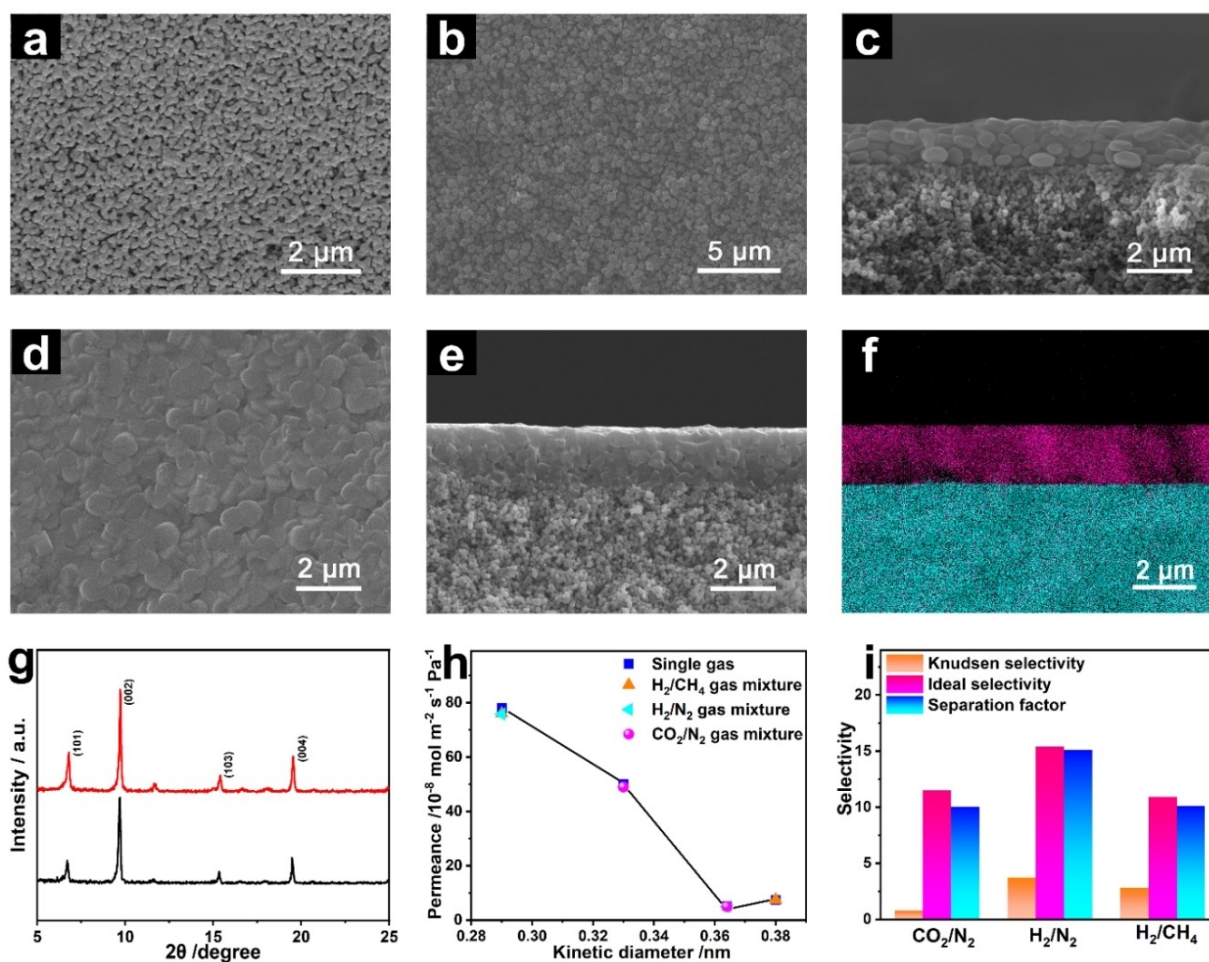 a
2 μm
b
5 μm
c
2 μm
d
2 μm
e
2 μm
f
2 μm
g
Intensity / a.u.
(101)
(002)
(103)
(004)
5 10 15 20 25
2θ /degree
h
Permeance /10⁻⁸ mol m⁻² s⁻¹ Pa⁻¹
80
60
40
20
0
Single gas
H₂/CH₄ gas mixture
H₂/N₂ gas mixture
CO₂/N₂ gas mixture
0.28 0.30 0.32 0.34 0.36 0.38
Kinetic diameter /nm
i
Selectivity
20
15
10
5
0
Knudsen selectivity
Ideal selectivity
Separation factor
CO₂/N₂ H₂/N₂ H₂/CH₄